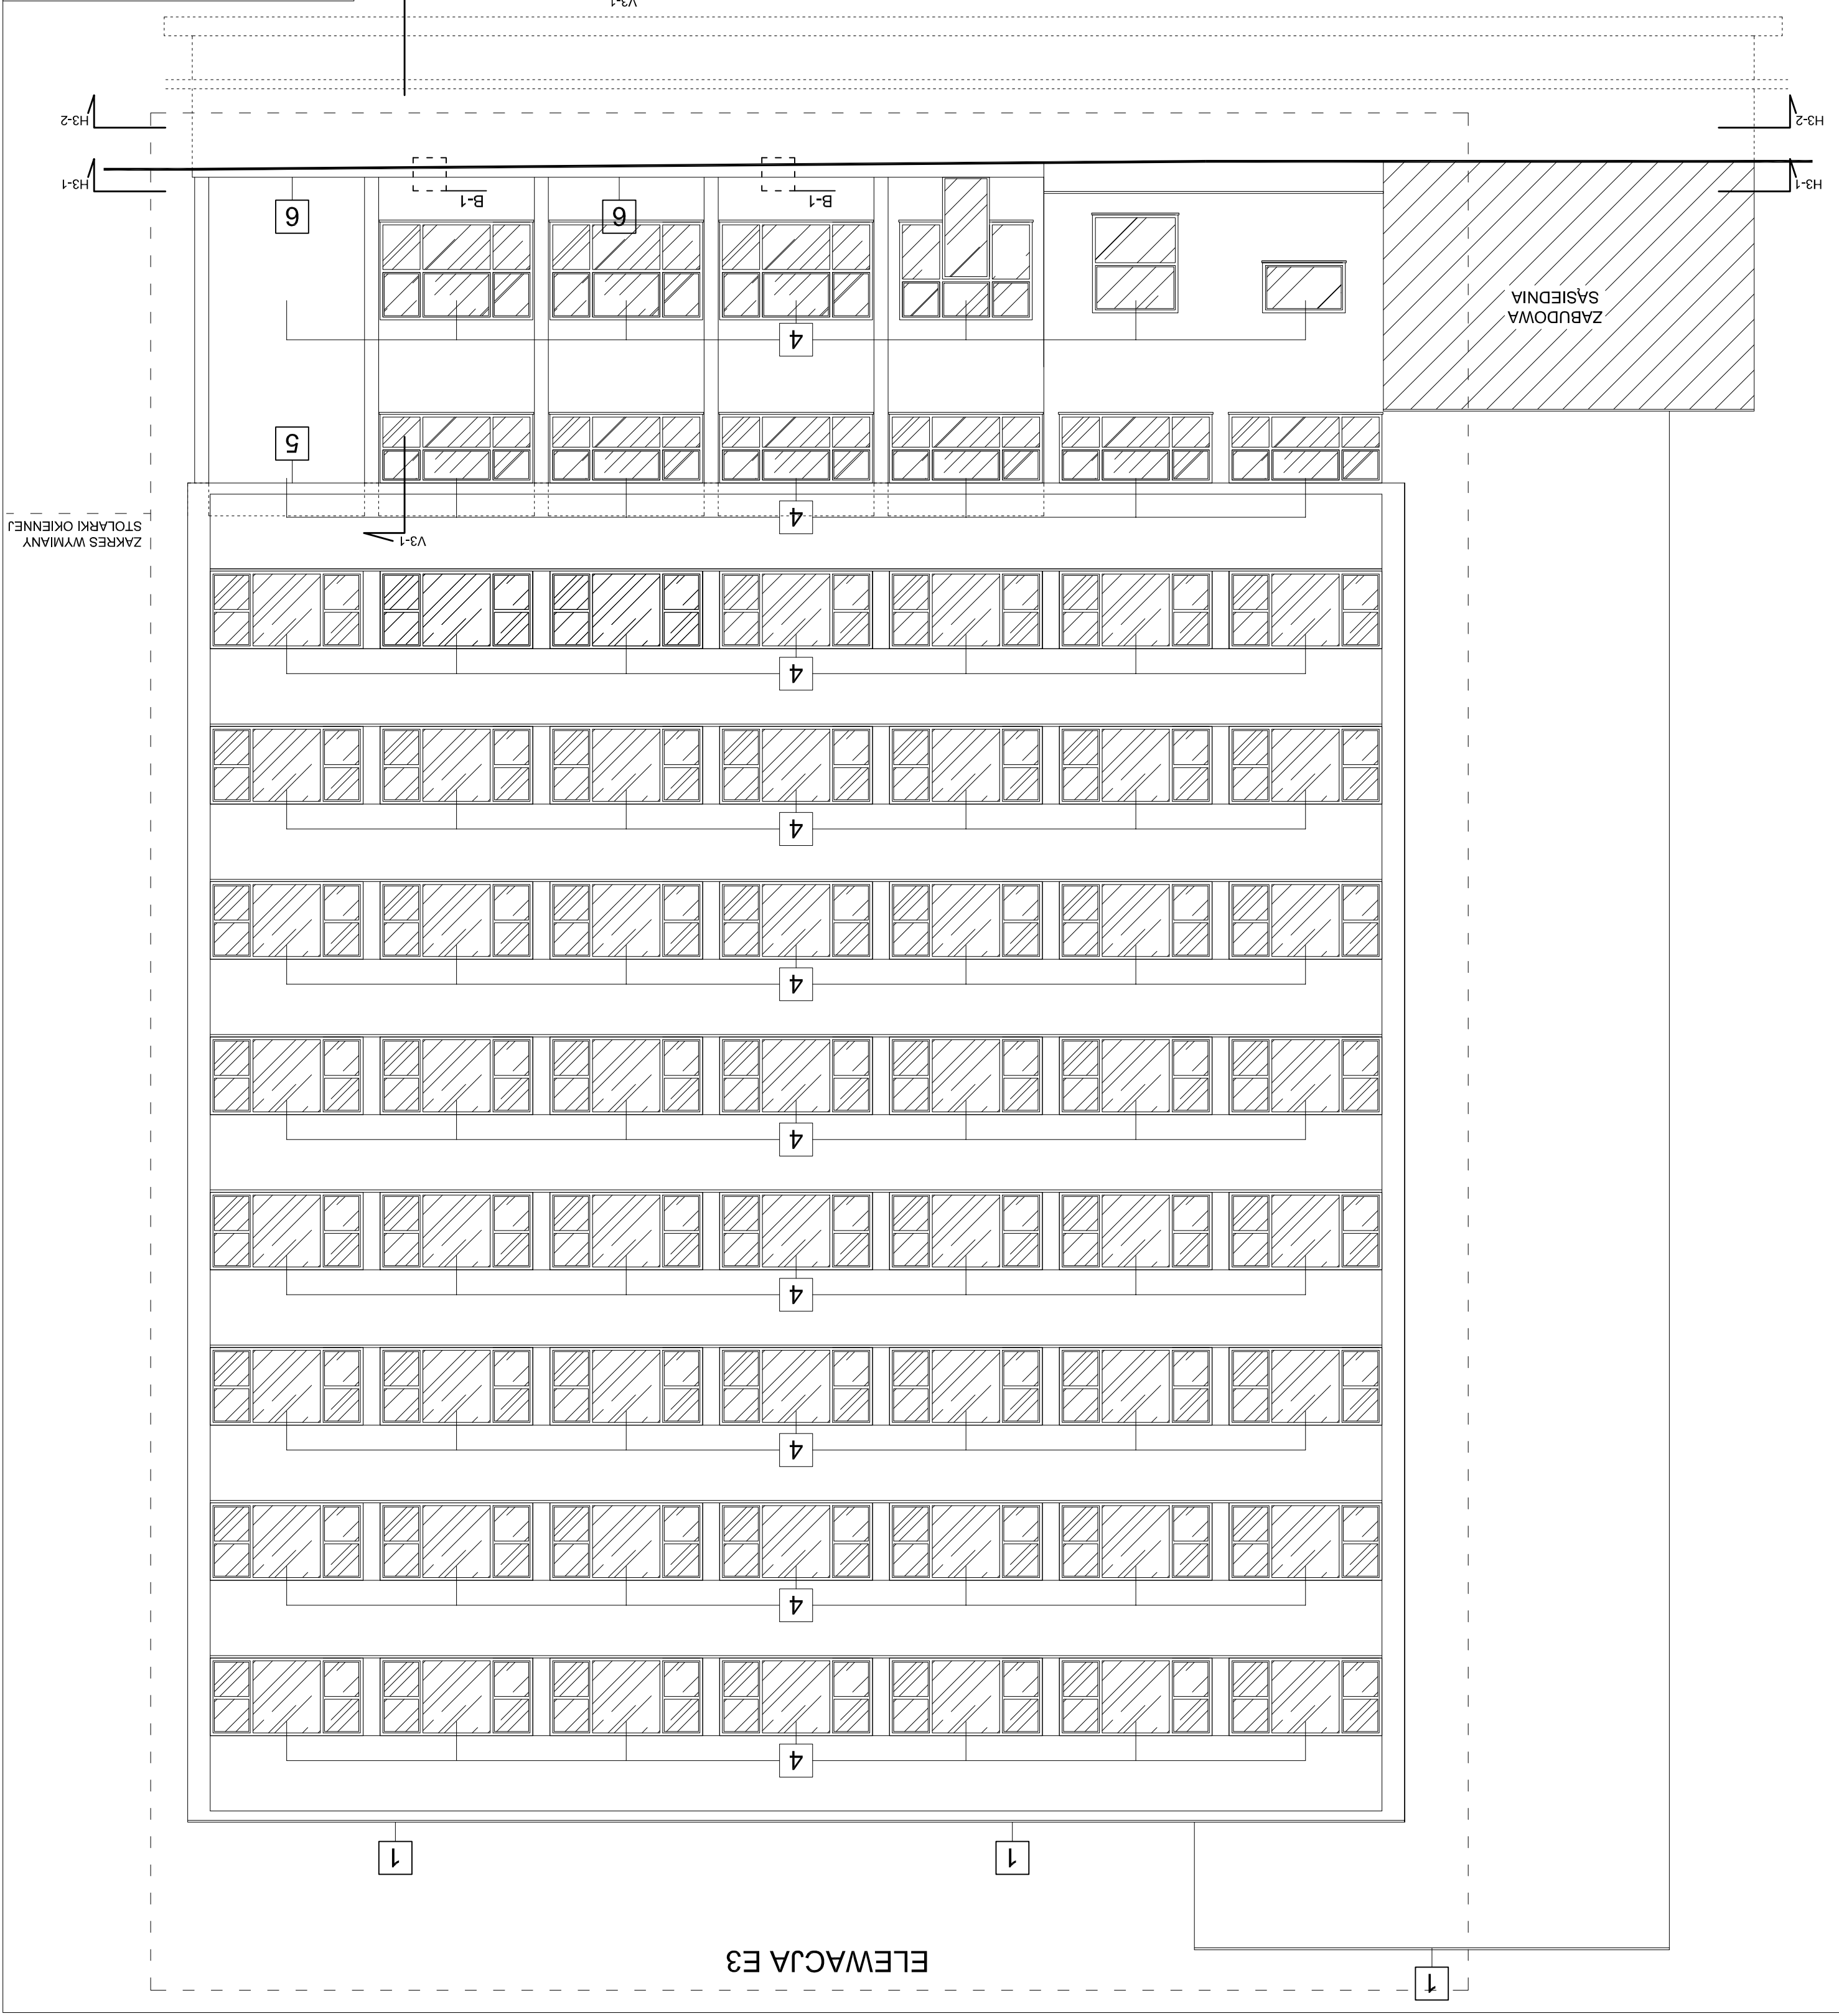 1
ELEWACJA E3
1
1
4
4
4
4
4
4
4
4
V3-1
ZAKRES WYMIANY
STOLARKI OKIENNEJ
4
5
4
ZABUDOWA
SĄSIEDNIA
6
6
B-1
B-1
H3-1
H3-1
H3-2
H3-2
V3-1